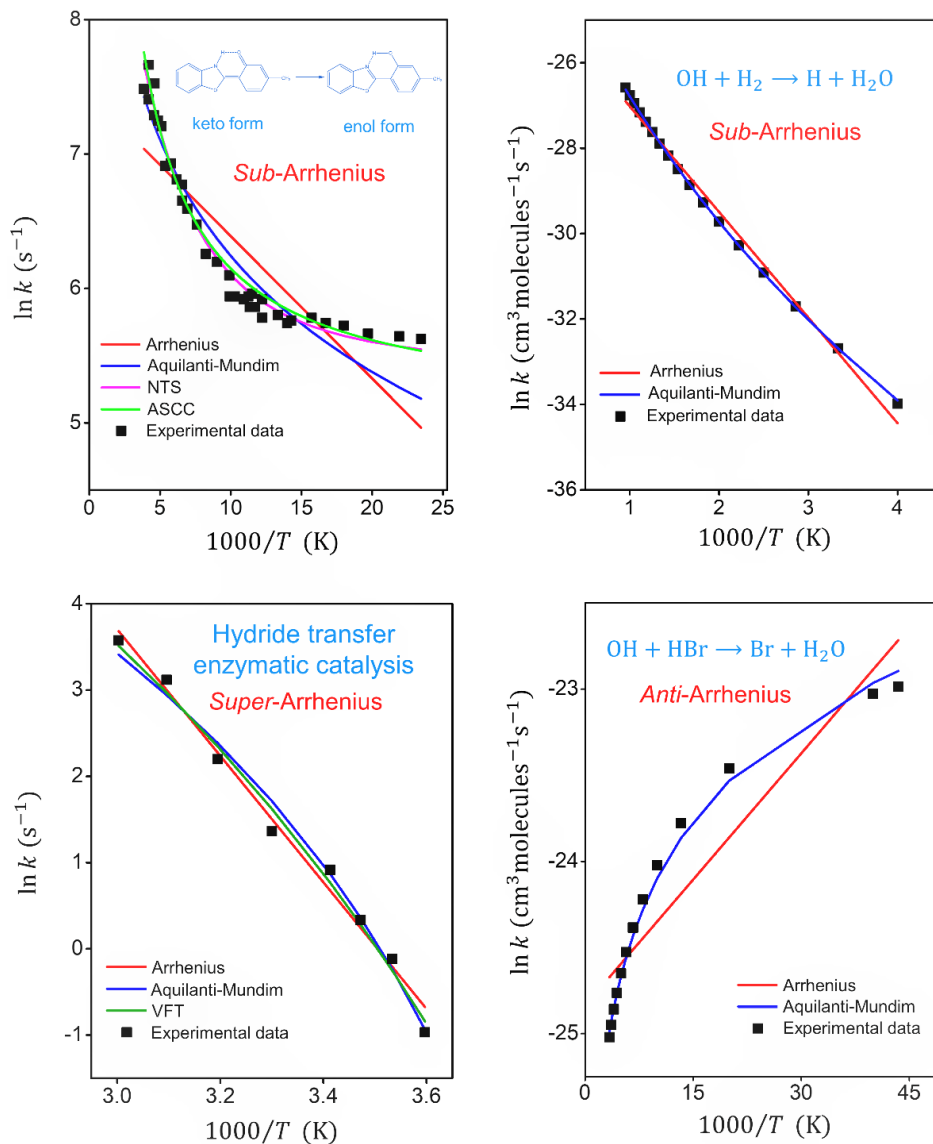 8
7
6
5
ln k (s⁻¹)
keto form
enol form
CH₃
CH₃
Sub-Arrhenius
Arrhenius
Aquilanti-Mundim
NTS
ASCC
Experimental data
0 5 10 15 20 25
1000/T (K)
-26
-28
-30
-32
-34
-36
ln k (cm³molecules⁻¹s⁻¹)
OH + H₂ → H + H₂O
Sub-Arrhenius
Arrhenius
Aquilanti-Mundim
Experimental data
1 2 3 4
1000/T (K)
4
3
2
1
0
-1
ln k (s⁻¹)
Hydride transfer
enzymatic catalysis
Super-Arrhenius
Arrhenius
Aquilanti-Mundim
VFT
Experimental data
3.0 3.2 3.4 3.6
1000/T (K)
-23
-24
-25
ln k (cm³molecules⁻¹s⁻¹)
OH + HBr → Br + H₂O
Anti-Arrhenius
Arrhenius
Aquilanti-Mundim
Experimental data
0 15 30 45
1000/T (K)